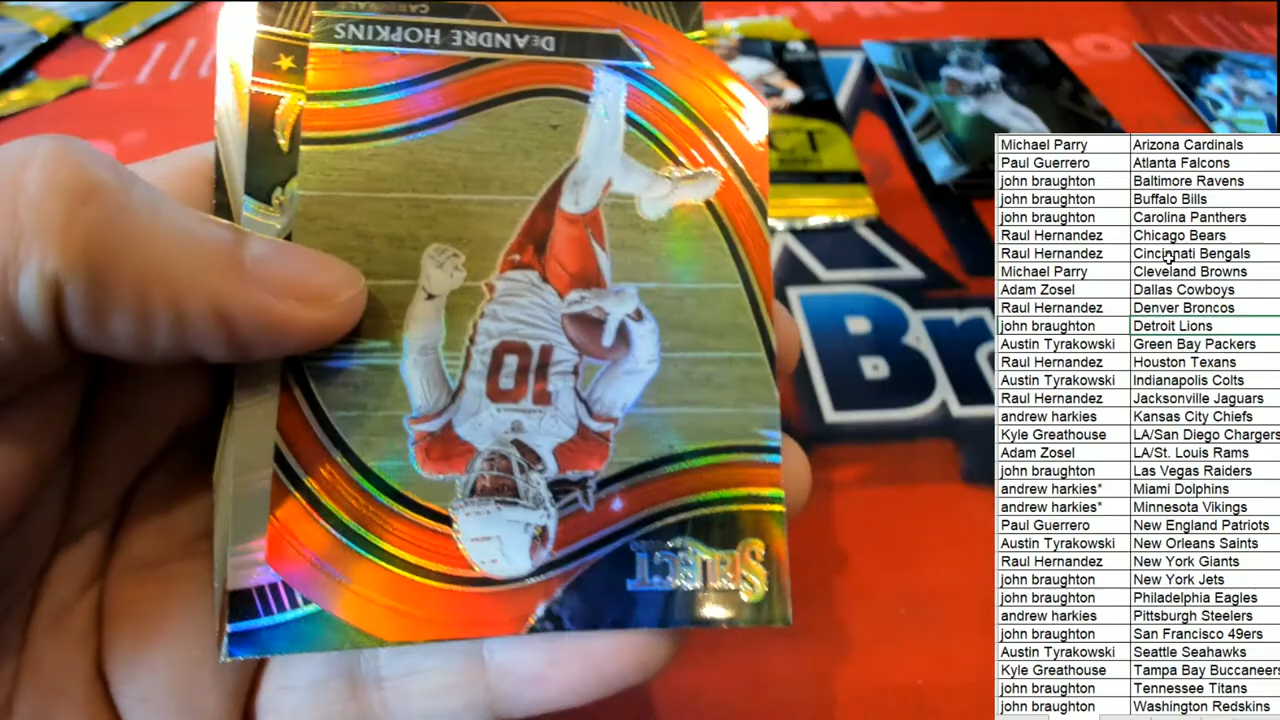 CARDINALS
DEANDRE HOPKINS
10
SELECT
CT
Br
Michael Parry Arizona Cardinals
Paul Guerrero Atlanta Falcons
john braughton Baltimore Ravens
john braughton Buffalo Bills
john braughton Carolina Panthers
Raul Hernandez Chicago Bears
Raul Hernandez Cincinnati Bengals
Michael Parry Cleveland Browns
Adam Zosel Dallas Cowboys
Raul Hernandez Denver Broncos
john braughton Detroit Lions
Austin Tyrakowski Green Bay Packers
Raul Hernandez Houston Texans
Austin Tyrakowski Indianapolis Colts
Raul Hernandez Jacksonville Jaguars
andrew harkies Kansas City Chiefs
Kyle Greathouse LA/San Diego Chargers
Adam Zosel LA/St. Louis Rams
john braughton Las Vegas Raiders
andrew harkies* Miami Dolphins
andrew harkies* Minnesota Vikings
Paul Guerrero New England Patriots
Austin Tyrakowski New Orleans Saints
Raul Hernandez New York Giants
john braughton New York Jets
john braughton Philadelphia Eagles
andrew harkies Pittsburgh Steelers
john braughton San Francisco 49ers
Austin Tyrakowski Seattle Seahawks
Kyle Greathouse Tampa Bay Buccaneers
john braughton Tennessee Titans
john braughton Washington Redskins